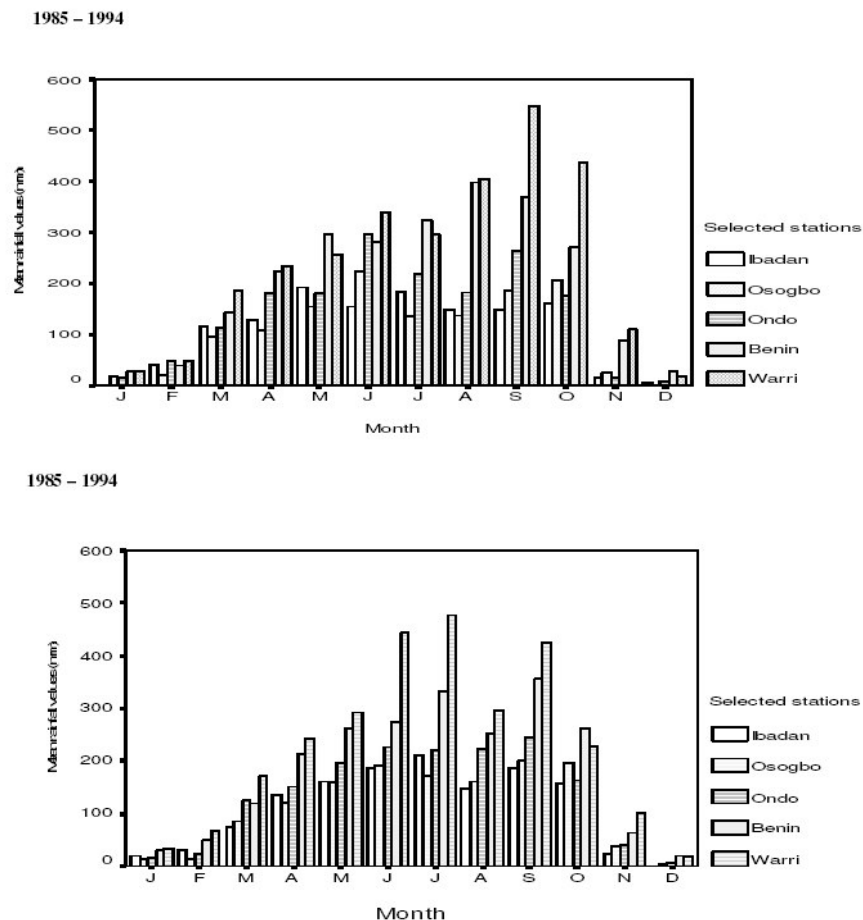 1985 – 1994
600
500
400
300
200
100
0
J F M A M J J A S O N D
Month
Selected stations
Ibadan
Osogbo
Ondo
Benin
Warri
1985 – 1994
600
500
400
300
200
100
0
J F M A M J J A S O N D
Month
Selected stations
Ibadan
Osogbo
Ondo
Benin
Warri